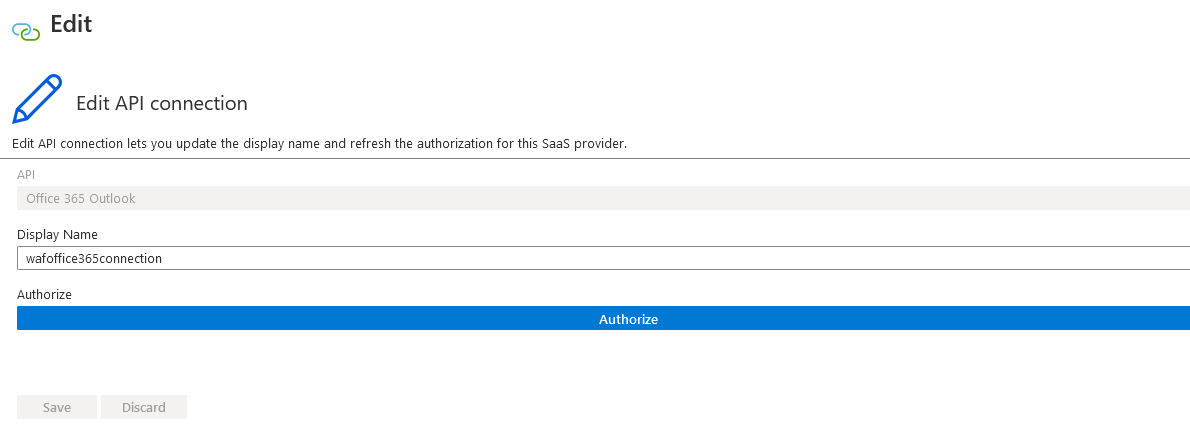 Edit
Edit API connection
Edit API connection lets you update the display name and refresh the authorization for this SaaS provider.
API
Office 365 Outlook
Display Name
wafoffice365connection
Authorize
Authorize
Save Discard